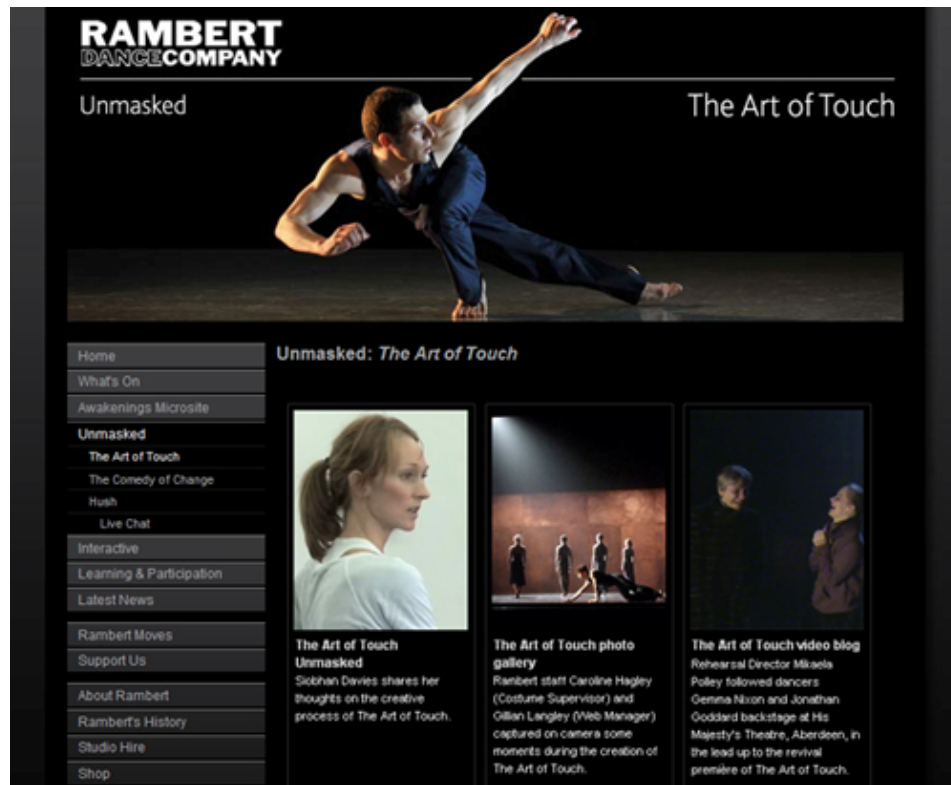 RAMBERT
DANCECOMPANY
Unmasked
The Art of Touch
Home
What's On
Awakenings Microsite
Unmasked
The Art of Touch
The Comedy of Change
Hush
Live Chat
Interactive
Learning & Participation
Latest News
Rambert Moves
Support Us
About Rambert
Rambert's History
Studio Hire
Shop
Unmasked: The Art of Touch
The Art of Touch
Unmasked
Siobhan Davies shares her
thoughts on the creative
process of The Art of Touch.
The Art of Touch photo
gallery
Rambert staff Caroline Hagley
(Costume Supervisor) and
Gillian Langley (Web Manager)
captured on camera some
moments during the creation of
The Art of Touch.
The Art of Touch video blog
Rehearsal Director Mikaela
Polley followed dancers
Gemma Nixon and Jonathan
Goddard backstage at His
Majesty's Theatre, Aberdeen, in
the lead up to the revival
première of The Art of Touch.